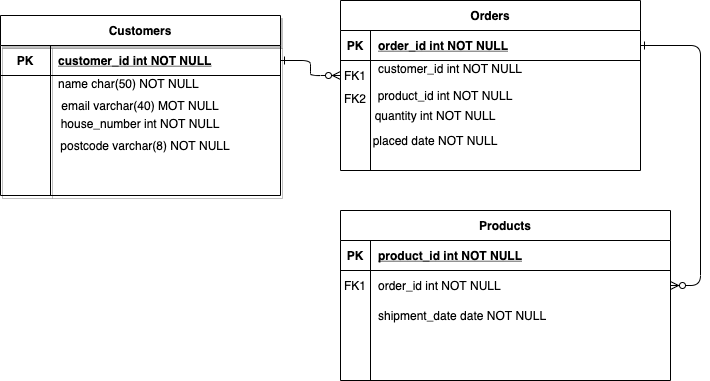 Customers
PK customer_id int NOT NULL
name char(50) NOT NULL
email varchar(40) MOT NULL
house_number int NOT NULL
postcode varchar(8) NOT NULL
Orders
PK order_id int NOT NULL
FK1 customer_id int NOT NULL
FK2 product_id int NOT NULL
quantity int NOT NULL
placed date NOT NULL
Products
PK product_id int NOT NULL
FK1 order_id int NOT NULL
shipment_date date NOT NULL